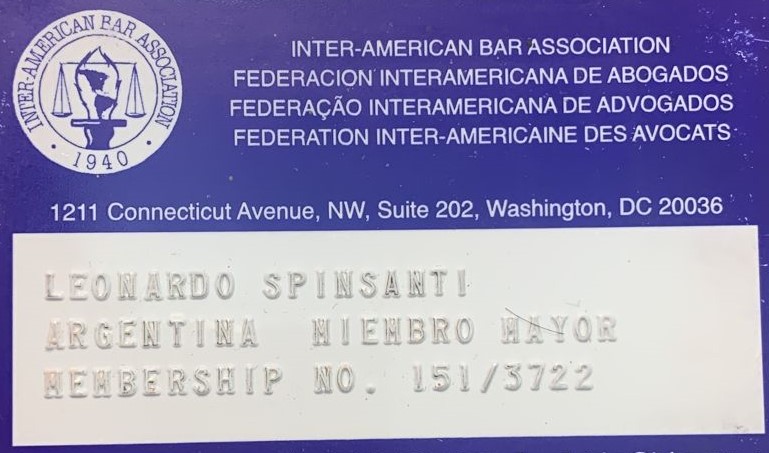 INTER-AMERICAN BAR ASSOCIATION
· 1940 ·
INTER-AMERICAN BAR ASSOCIATION
FEDERACION INTERAMERICANA DE ABOGADOS
FEDERAÇÃO INTERAMERICANA DE ADVOGADOS
FEDERATION INTER-AMERICAINE DES AVOCATS
1211 Connecticut Avenue, NW, Suite 202, Washington, DC 20036
LEONARDO SPINSANTI
ARGENTINA MIEMBRO MAYOR
MEMBERSHIP NO. 151/3722